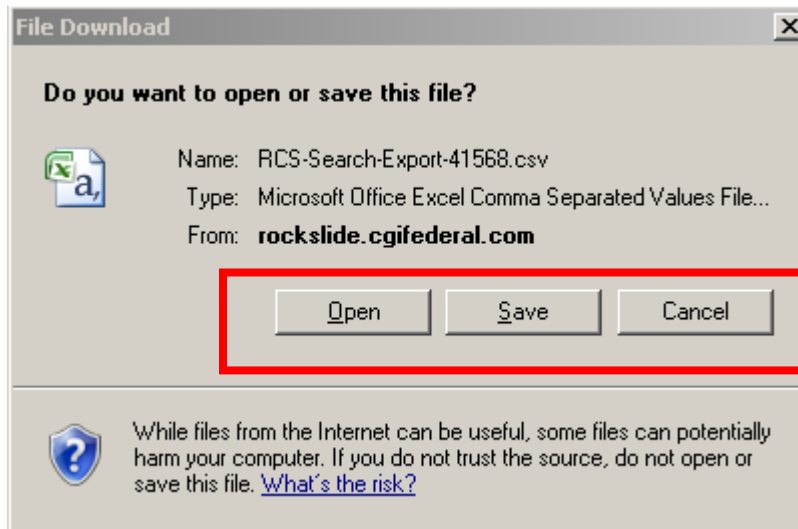 File Download
Do you want to open or save this file?
Name: RCS-Search-Export-41568.csv
Type: Microsoft Office Excel Comma Separated Values File...
From: rockslide.cgifederal.com
Open Save Cancel
While files from the Internet can be useful, some files can potentially
harm your computer. If you do not trust the source, do not open or
save this file. What's the risk?